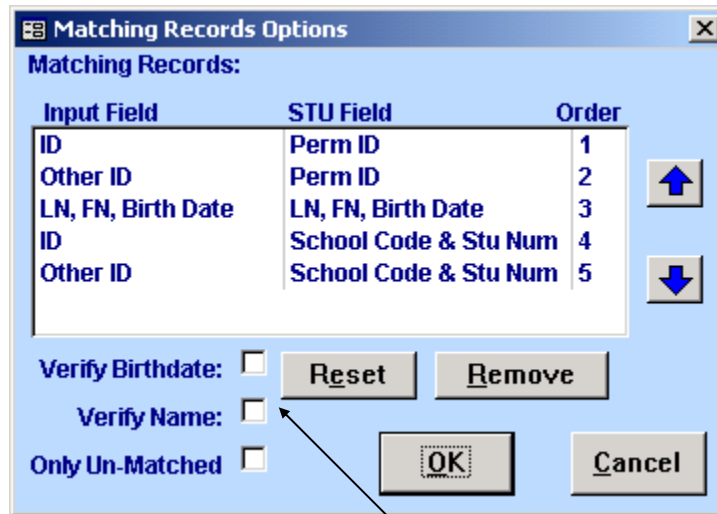 Matching Records Options
Matching Records:
Input Field STU Field Order
ID Perm ID 1
Other ID Perm ID 2
LN, FN, Birth Date LN, FN, Birth Date 3
ID School Code & Stu Num 4
Other ID School Code & Stu Num 5
Verify Birthdate: Reset Remove
Verify Name:
Only Un-Matched OK Cancel